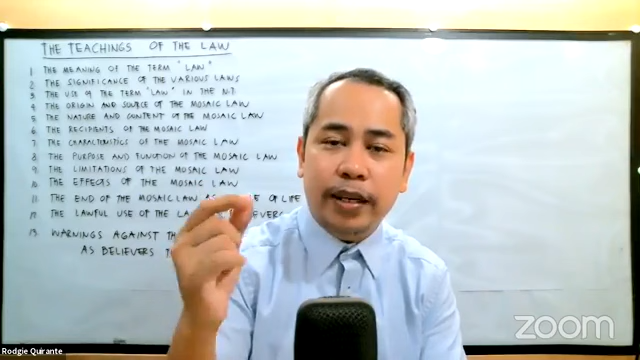 THE TEACHINGS OF THE LAW
1 THE MEANING OF THE TERM "LAW"
2 THE SIGNIFICANCE OF THE VARIOUS LAWS
3 THE USE OF THE TERM "LAW" IN THE N.T
4 THE ORIGIN AND SOURCE OF THE MOSAIC LAW
5 THE NATURE AND CONTENT OF THE MOSAIC LAW
6 THE RECIPIENTS OF THE MOSAIC LAW
7 THE CHARACTERISTICS OF THE MOSAIC LAW
8 THE PURPOSE AND FUNCTION OF THE MOSAIC LAW
9 THE LIMITATIONS OF THE MOSAIC LAW
10 THE EFFECTS OF THE MOSAIC LAW
11 THE END OF THE MOSAIC LAW AS OF LIFE
12 THE LAWFUL USE OF THE
13 WARNINGS AGAINST
AS BELIEVERS
Rodgie Quirante
zoom